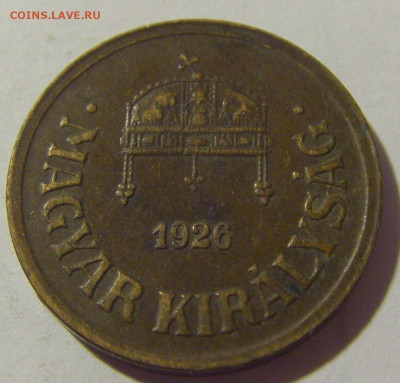 COINS.LAVE.RU
1926
· MAGYAR KIRÁLYSÁG ·